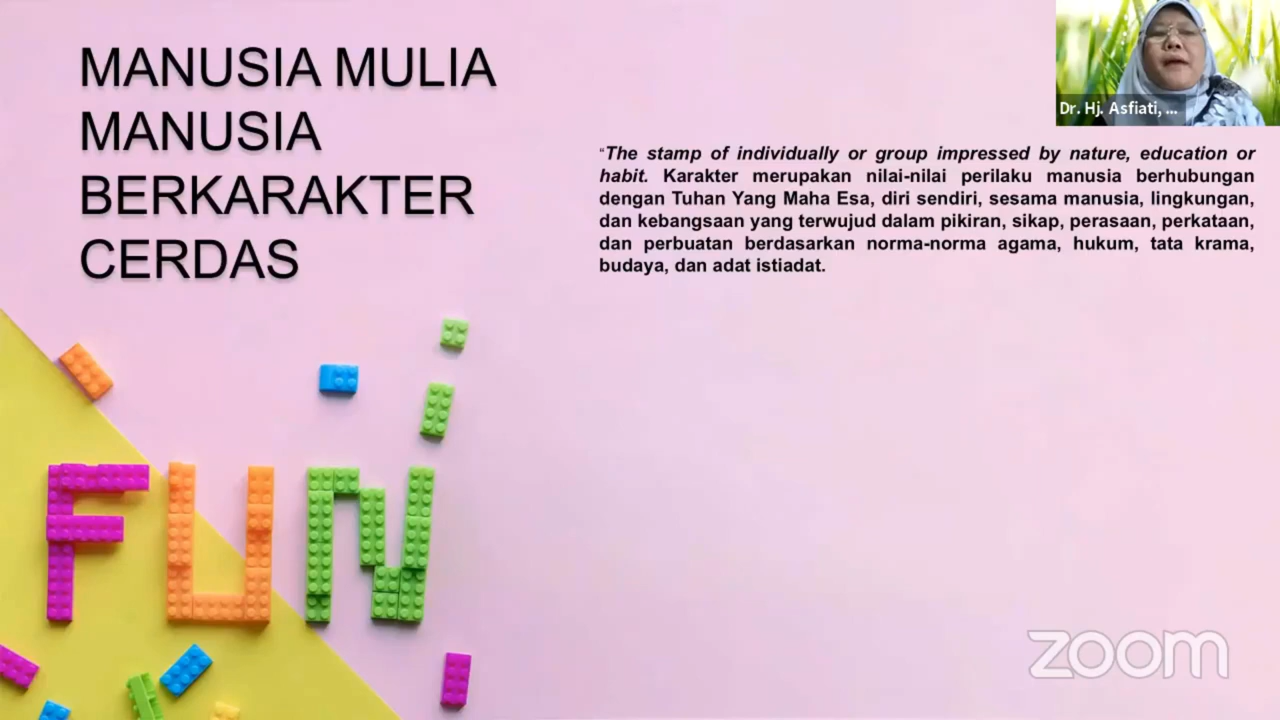 MANUSIA MULIA
MANUSIA
BERKARAKTER
CERDAS
Dr. Hj. Asfiati, ...
“The stamp of individually or group impressed by nature, education or
habit. Karakter merupakan nilai-nilai perilaku manusia berhubungan
dengan Tuhan Yang Maha Esa, diri sendiri, sesama manusia, lingkungan,
dan kebangsaan yang terwujud dalam pikiran, sikap, perasaan, perkataan,
dan perbuatan berdasarkan norma-norma agama, hukum, tata krama,
budaya, dan adat istiadat.
FUN
zoom